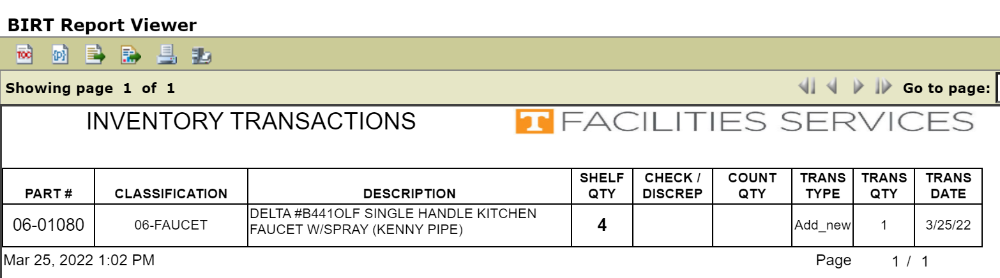 BIRT Report Viewer
TOC {p}
Showing page 1 of 1 Go to page:
INVENTORY TRANSACTIONS T FACILITIES SERVICES
PART # CLASSIFICATION DESCRIPTION SHELF QTY CHECK / DISCREP COUNT QTY TRANS TYPE TRANS QTY TRANS DATE
06-01080 06-FAUCET DELTA #B441OLF SINGLE HANDLE KITCHEN
FAUCET W/SPRAY (KENNY PIPE) 4 Add_new 1 3/25/22
Mar 25, 2022 1:02 PM Page 1 / 1